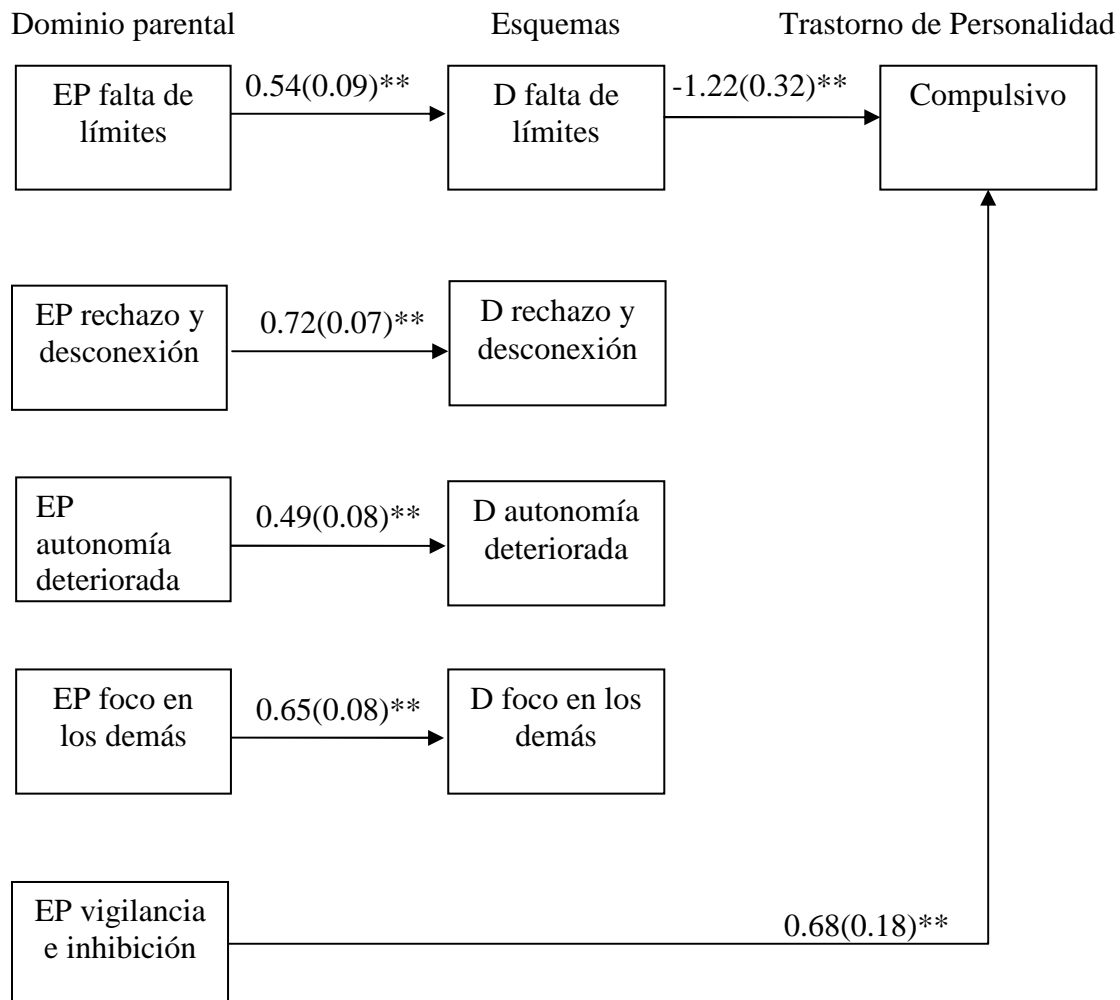 Dominio parental
Esquemas
Trastorno de Personalidad
EP falta de
límites
0.54(0.09)**
D falta de
límites
-1.22(0.32)**
Compulsivo
EP rechazo y
desconexión
0.72(0.07)**
D rechazo y
desconexión
EP
autonomía
deteriorada
0.49(0.08)**
D autonomía
deteriorada
EP foco en
los demás
0.65(0.08)**
D foco en los
demás
EP vigilancia
e inhibición
0.68(0.18)**